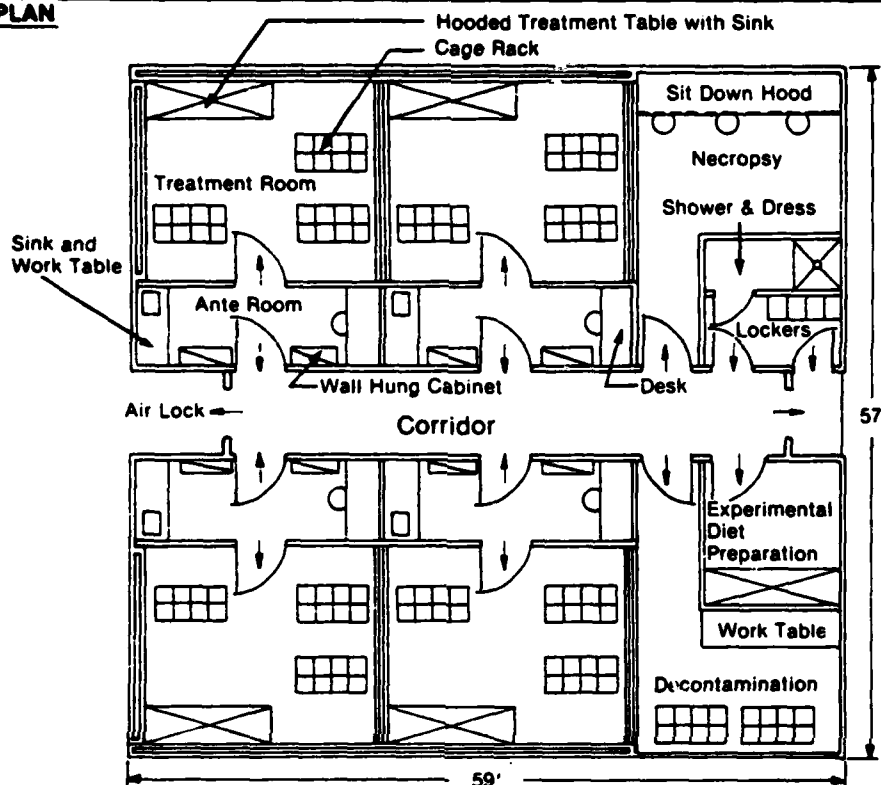 PLAN
Hooded Treatment Table with Sink
Cage Rack
Sit Down Hood
Necropsy
Treatment Room
Shower & Dress
Sink and
Work Table
Ante Room
Lockers
Wall Hung Cabinet
Desk
Air Lock
Corridor
57
Experimental
Diet
Preparation
Work Table
Decontamination
59'